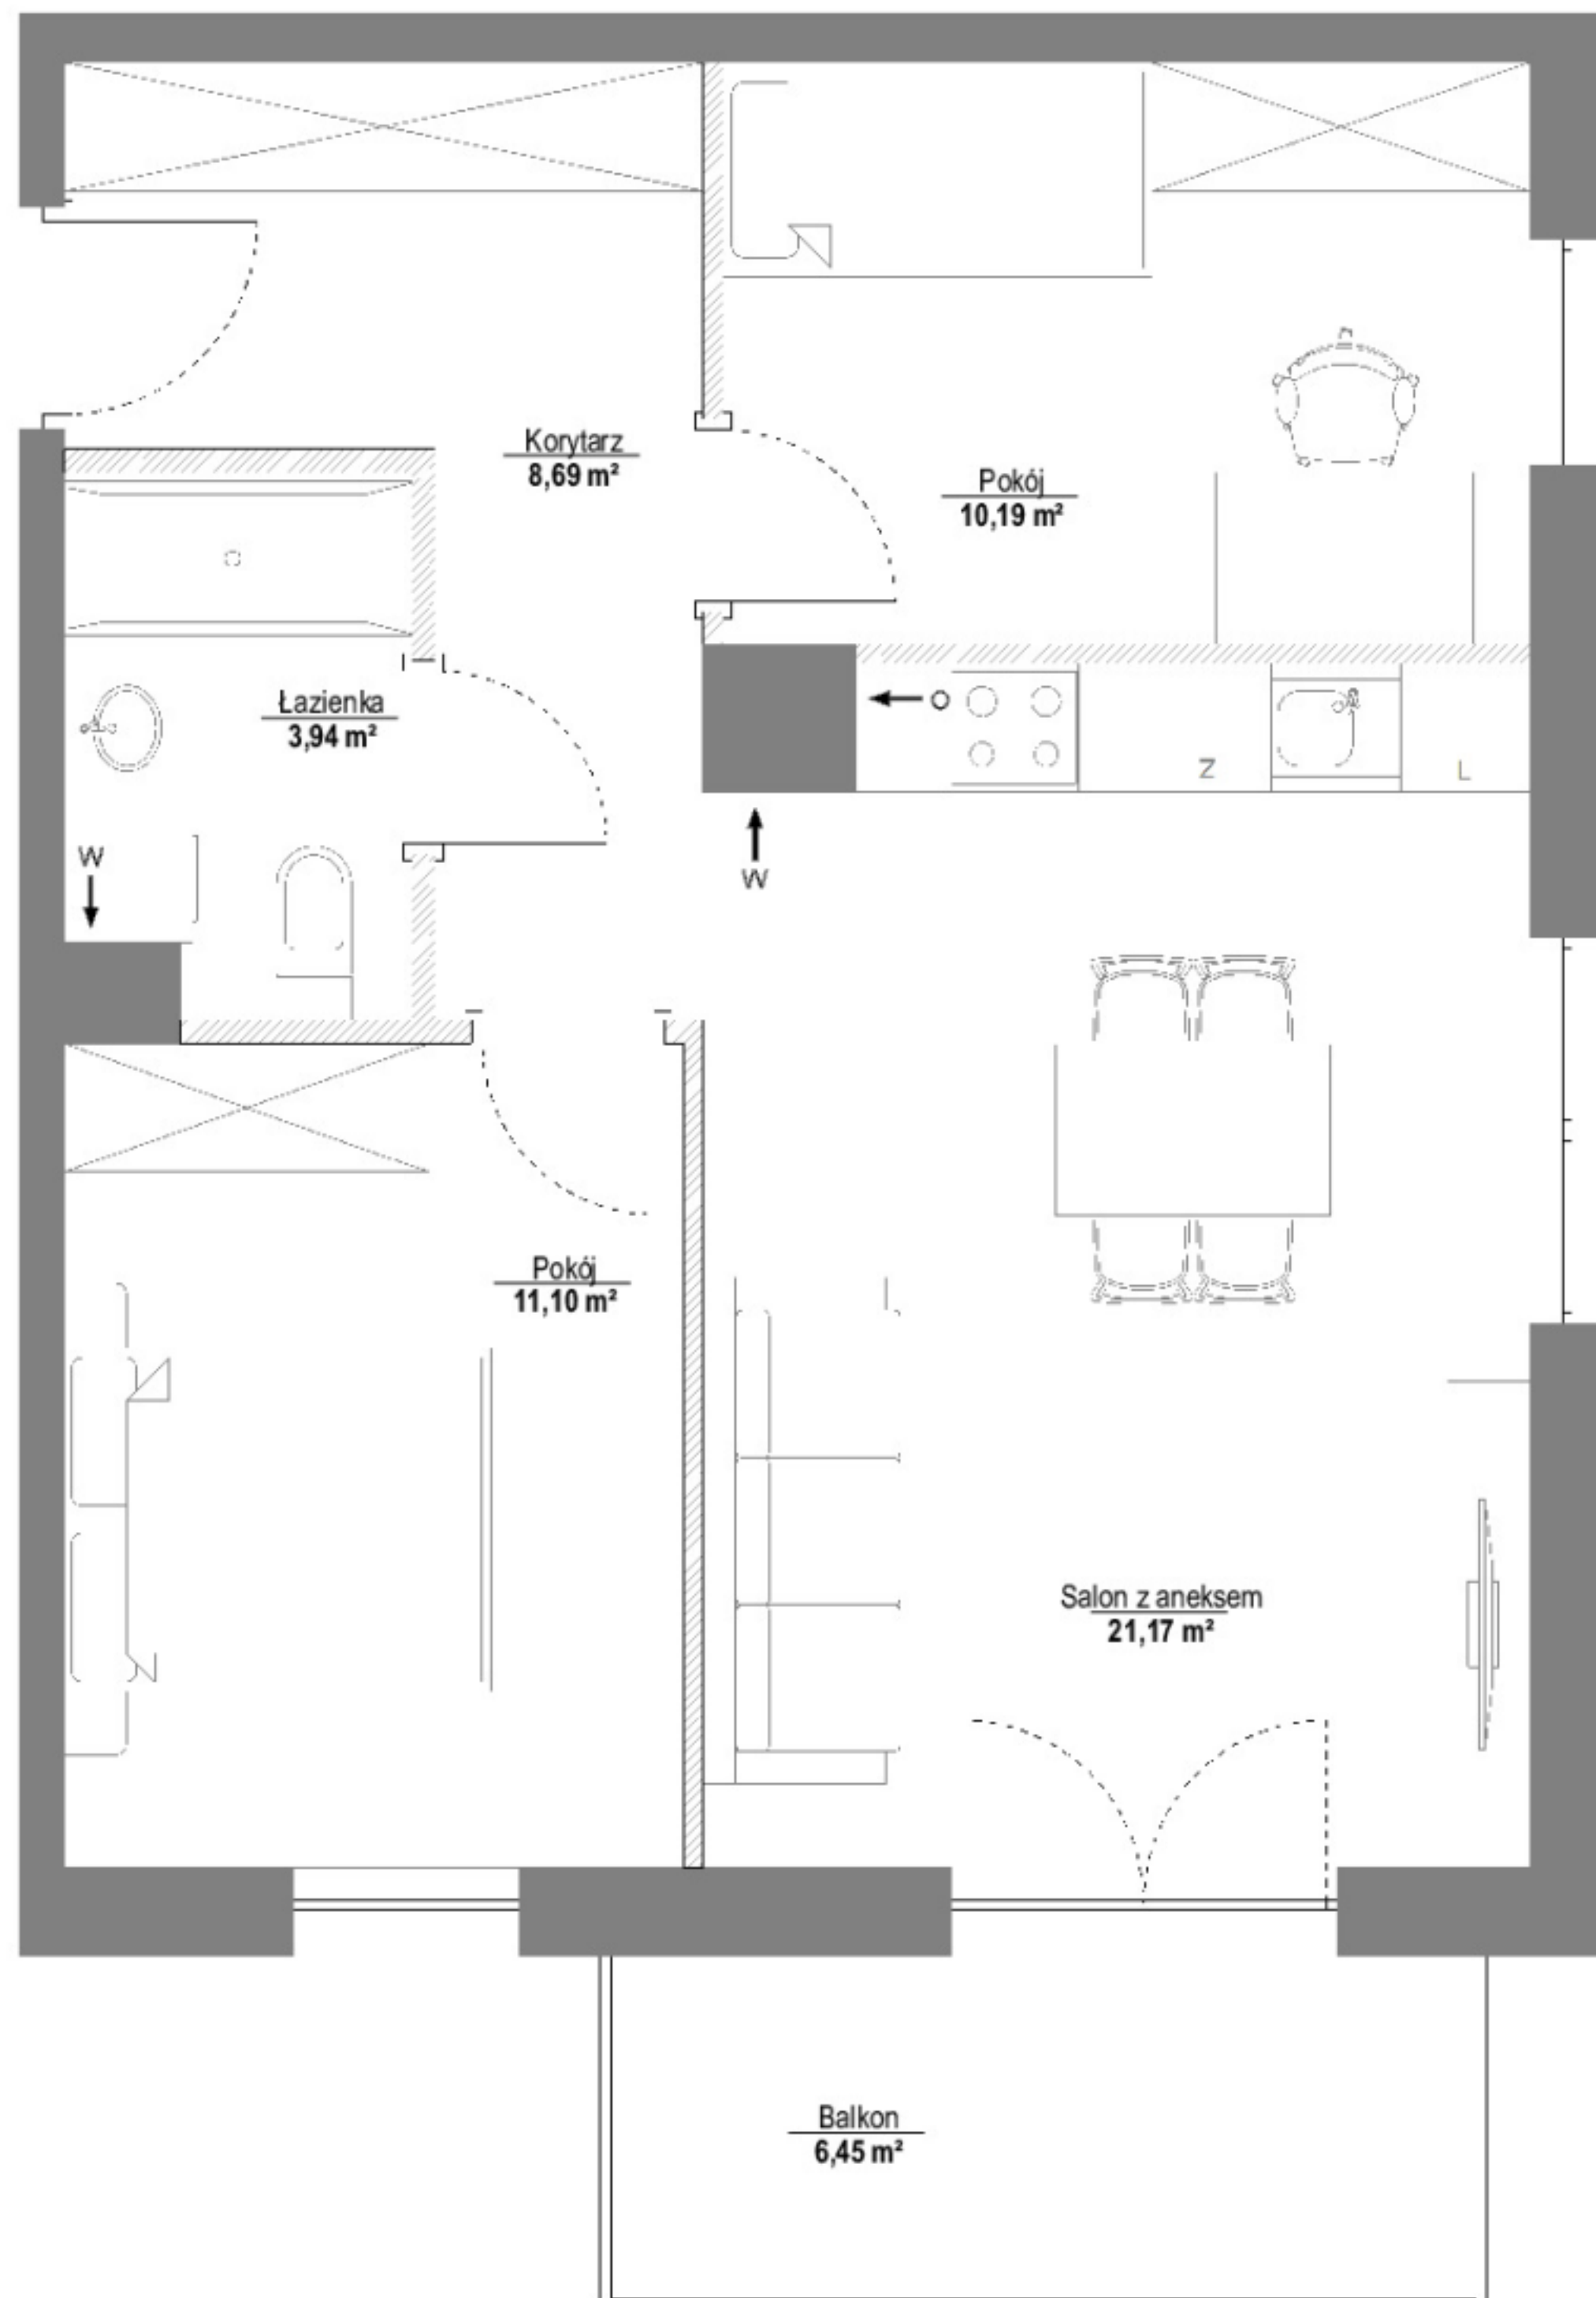 Korytarz
8,69 m²
Pokój
10,19 m²
Łazienka
3,94 m²
Z
L
W
W
Pokój
11,10 m²
Salon z aneksem
21,17 m²
Balkon
6,45 m²